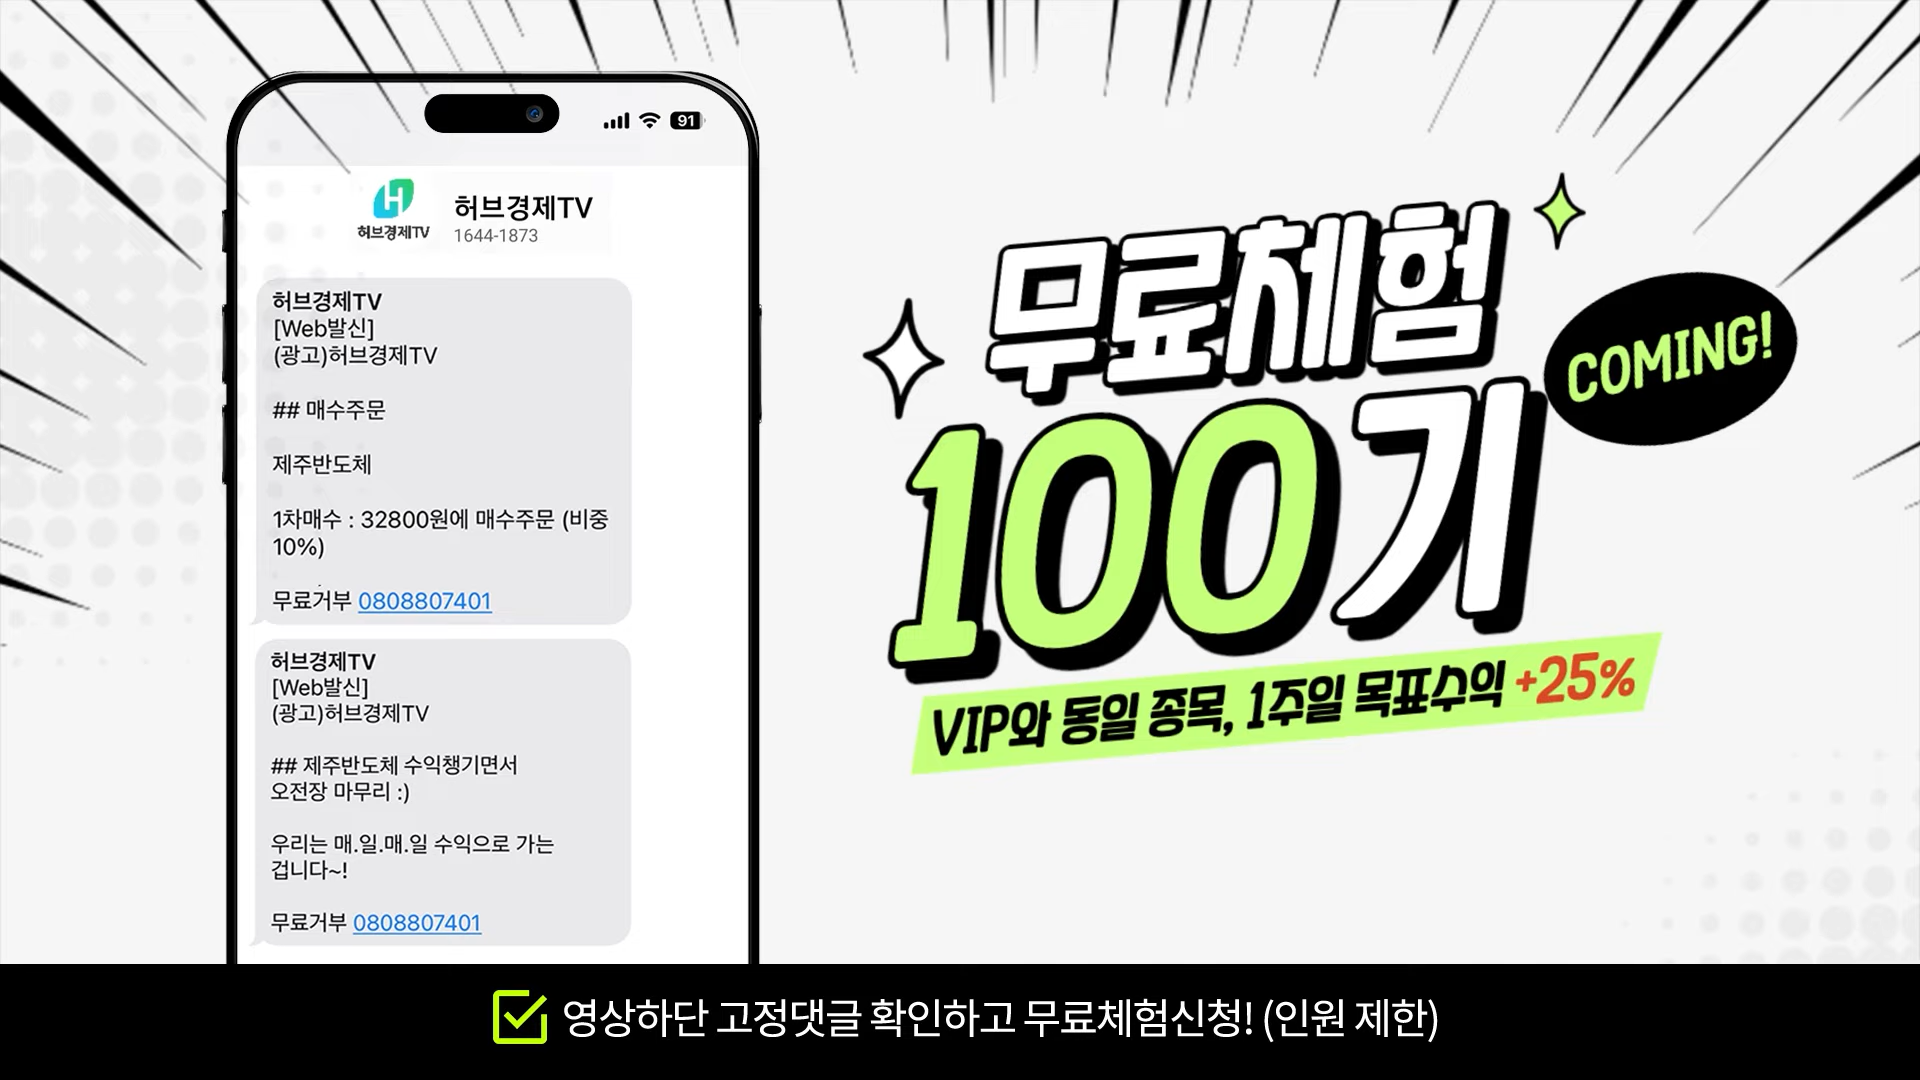 91
허브경제TV
허브경제TV
1644-1873
허브경제TV
[Web발신]
(광고)허브경제TV
## 매수주문
제주반도체
1차매수 : 32800원에 매수주문 (비중
10%)
무료거부 0808807401
허브경제TV
[Web발신]
(광고)허브경제TV
## 제주반도체 수익챙기면서
오전장 마무리 :)
우리는 매.일.매.일 수익으로 가는
겁니다~!
무료거부 0808807401
무료체험
100기
COMING!
VIP와 동일 종목, 1주일 목표수익 +25%
영상하단 고정댓글 확인하고 무료체험신청! (인원 제한)